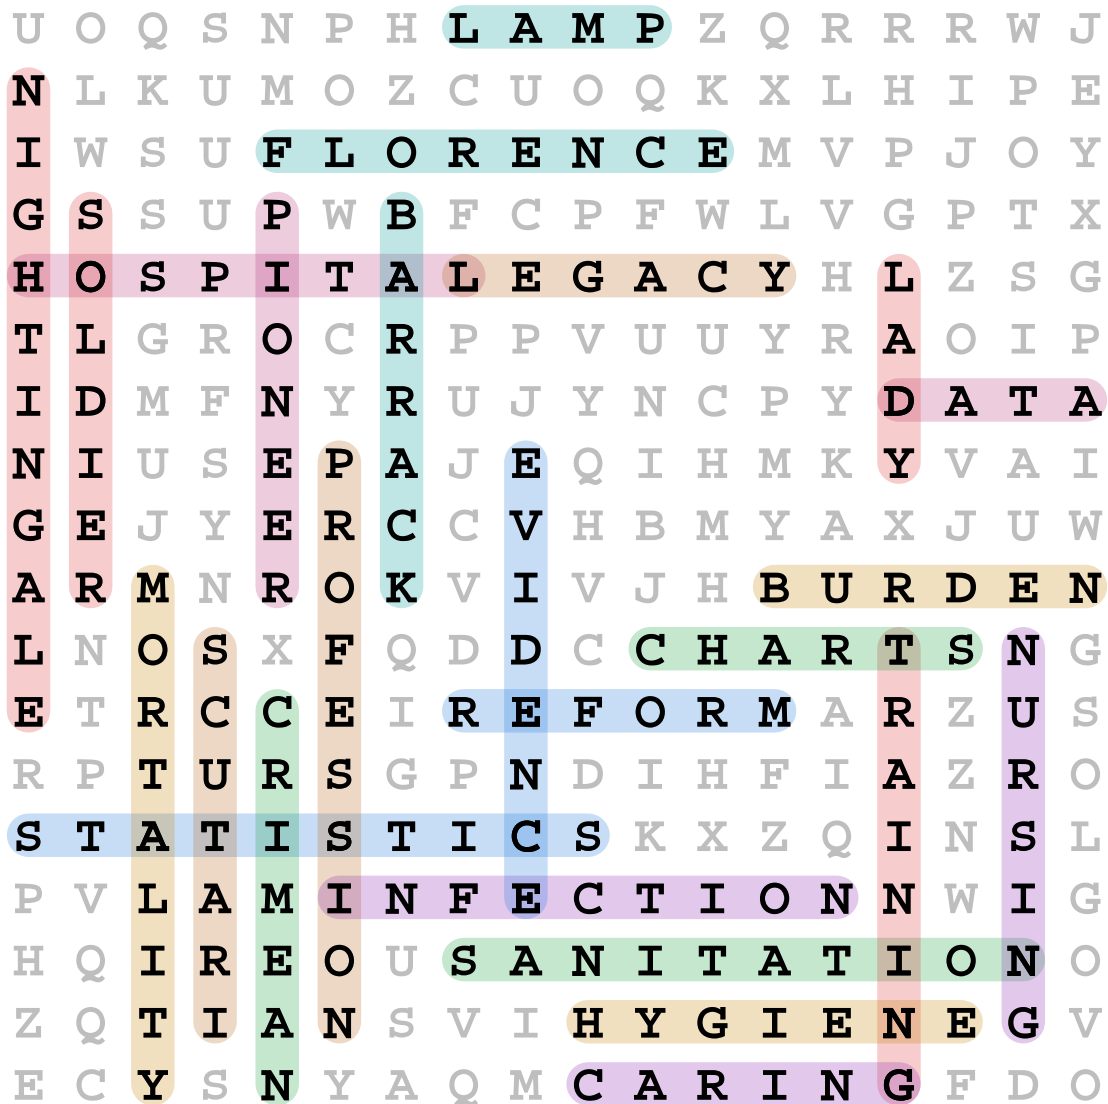 U O Q S N P H L A M P Z Q R R R W J
N L K U M O Z C U O Q K X L H I P E
I W S U F L O R E N C E M V P J O Y
G S S U P W B F C P F W L V G P T X
H O S P I T A L E G A C Y H L Z S G
T L G R O C R P P V U U Y R A O I P
I D M F N Y R U J Y N C P Y D A T A
N I U S E P A J E Q I H M K Y V A I
G E J Y E R C C V H B M Y A X J U W
A R M N R O K V I V J H B U R D E N
L N O S X F Q D D C C H A R T S N G
E T R C C E I R E F O R M A R Z U S
R P T U R S G P N D I H F I A Z R O
S T A T I S T I C S K X Z Q I N S L
P V L A M I N F E C T I O N N W I G
H Q I R E O U S A N I T A T I O N O
Z Q T I A N S V I H Y G I E N E G V
E C Y S N Y A Q M C A R I N G F D O